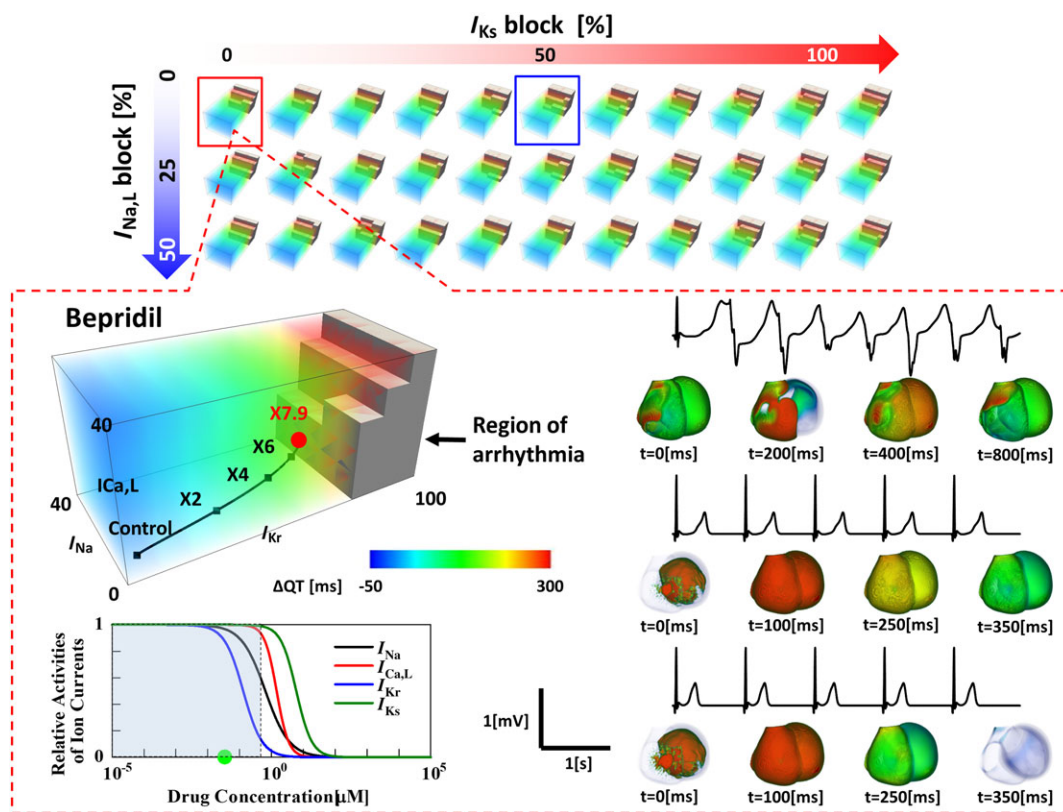 I_Ks block [%]
0 50 100
I_Na,L block [%]
0
25
50
Bepridil
X7.9
X6
X4
X2
Control
40
ICa,L
40
I_Na
0
I_Kr
100
Region of
arrhythmia
ΔQT [ms] -50 300
Relative Activities
of Ion Currents
1
0
I_Na
I_Ca,L
I_Kr
I_Ks
10^-5 10^0 10^5
Drug Concentration[μM]
1[mV]
1[s]
t=0[ms] t=200[ms] t=400[ms] t=800[ms]
t=0[ms] t=100[ms] t=250[ms] t=350[ms]
t=0[ms] t=100[ms] t=250[ms] t=350[ms]